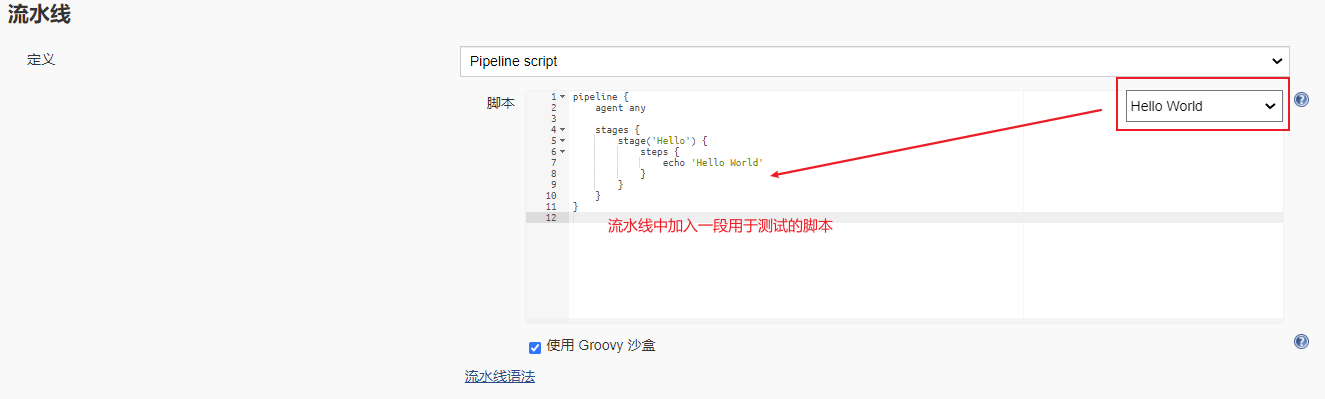 流水线
定义
Pipeline script
脚本
Hello World
1 pipeline {
2 agent any
3
4 stages {
5 stage('Hello') {
6 steps {
7 echo 'Hello World'
8 }
9 }
10 }
11 }
12
流水线中加入一段用于测试的脚本
使用 Groovy 沙盒
流水线语法